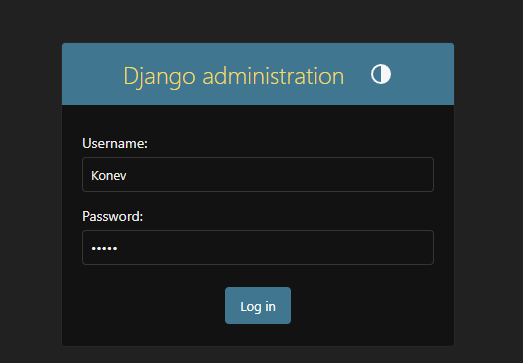 Django administration
Username:
Konev
Password:
•••••
Log in